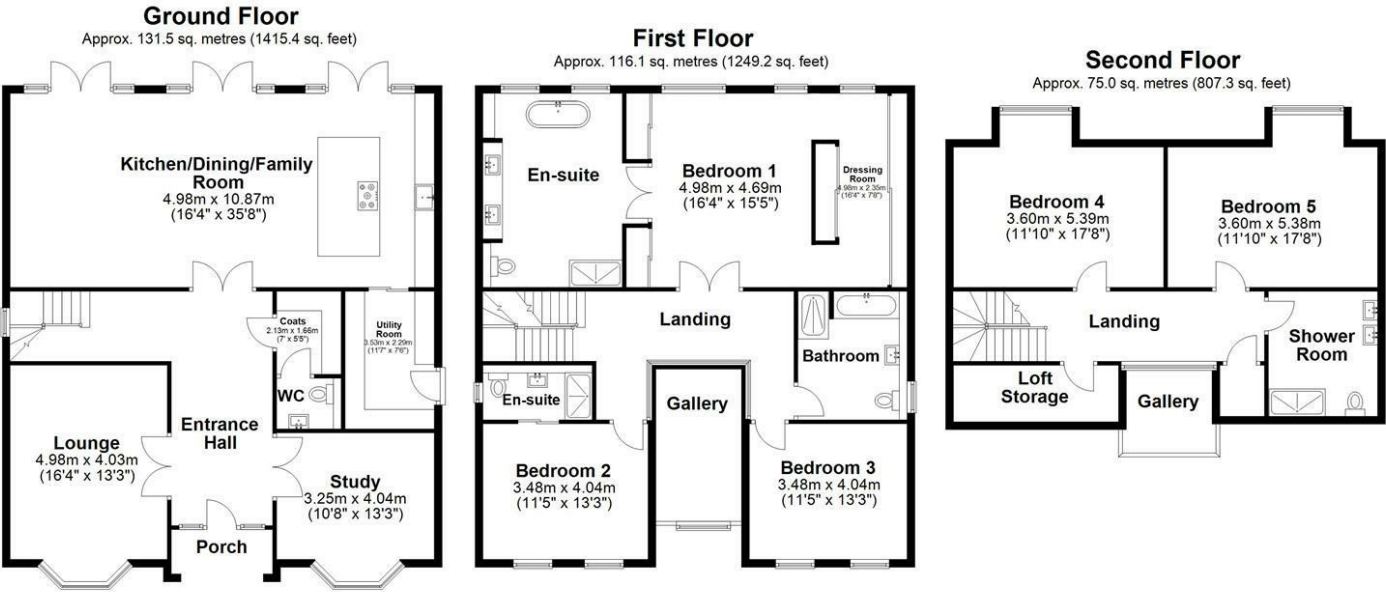 Ground Floor
Approx. 131.5 sq. metres (1415.4 sq. feet)
Kitchen/Dining/Family
Room
4.98m x 10.87m
(16'4" x 35'8")
Coats
2.13m x 1.66m
(7' x 5'5")
Utility
Room
3.53m x 2.29m
(11'7" x 7'6")
WC
Entrance
Hall
Lounge
4.98m x 4.03m
(16'4" x 13'3")
Study
3.25m x 4.04m
(10'8" x 13'3")
Porch
First Floor
Approx. 116.1 sq. metres (1249.2 sq. feet)
En-suite
Bedroom 1
4.98m x 4.69m
(16'4" x 15'5")
Dressing
Room
4.98m x 2.35m
(16'4" x 7'8")
Landing
Bathroom
En-suite
Gallery
Bedroom 2
3.48m x 4.04m
(11'5" x 13'3")
Bedroom 3
3.48m x 4.04m
(11'5" x 13'3")
Second Floor
Approx. 75.0 sq. metres (807.3 sq. feet)
Bedroom 4
3.60m x 5.39m
(11'10" x 17'8")
Bedroom 5
3.60m x 5.38m
(11'10" x 17'8")
Landing
Shower
Room
Loft
Storage
Gallery